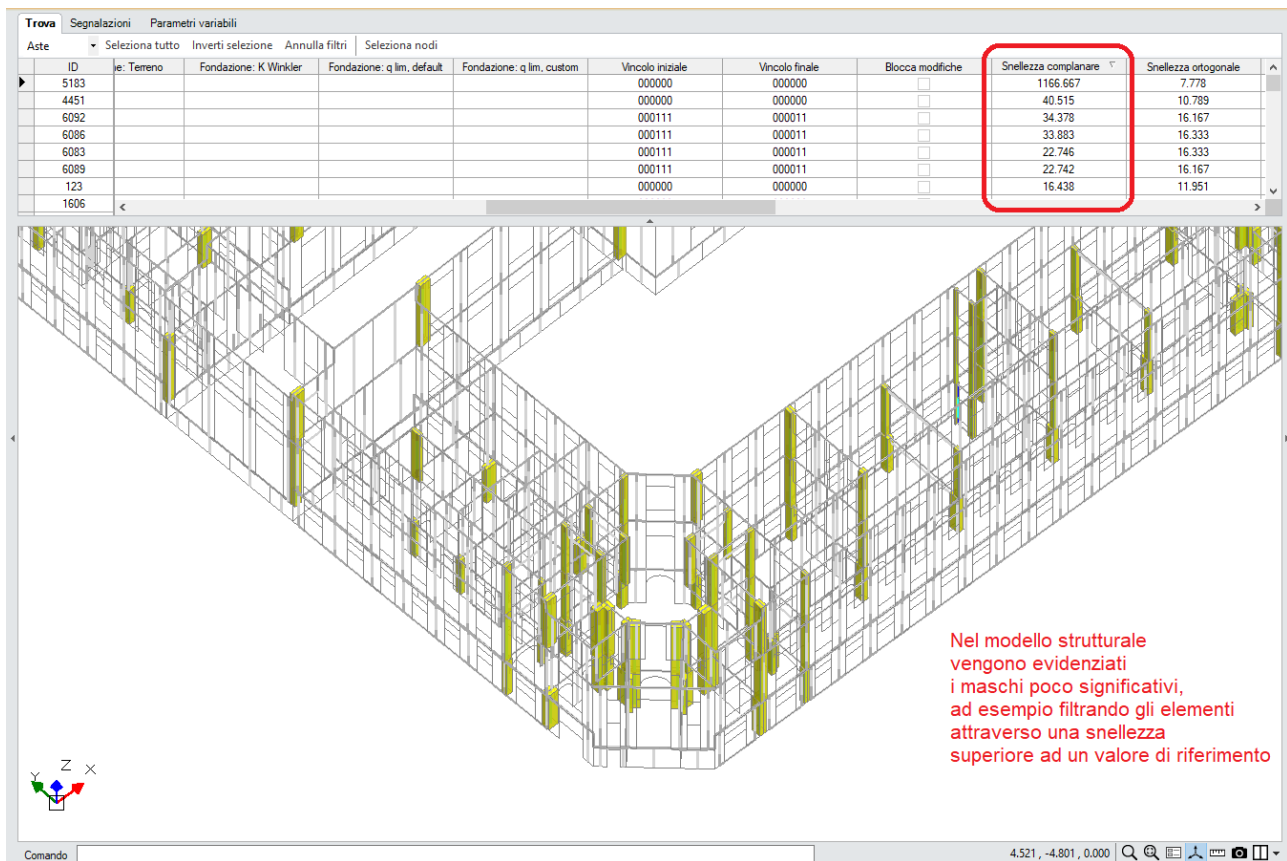 Trova Segnalazioni Parametri variabili
Aste Seleziona tutto Inverti selezione Annulla filtri Seleziona nodi
ID ie: Terreno Fondazione: K Winkler Fondazione: q lim, default Fondazione: q lim, custom Vincolo iniziale Vincolo finale Blocca modifiche Snellezza complanare Snellezza ortogonale
5183 000000 000000 1166.667 7.778
4451 000000 000000 40.515 10.789
6092 000111 000011 34.378 16.167
6086 000111 000011 33.883 16.333
6083 000111 000011 22.746 16.333
6089 000111 000011 22.742 16.167
123 000000 000000 16.438 11.951
1606
Nel modello strutturale
vengono evidenziati
i maschi poco significativi,
ad esempio filtrando gli elementi
attraverso una snellezza
superiore ad un valore di riferimento
Y Z X
Comando 4.521 , -4.801 , 0.000